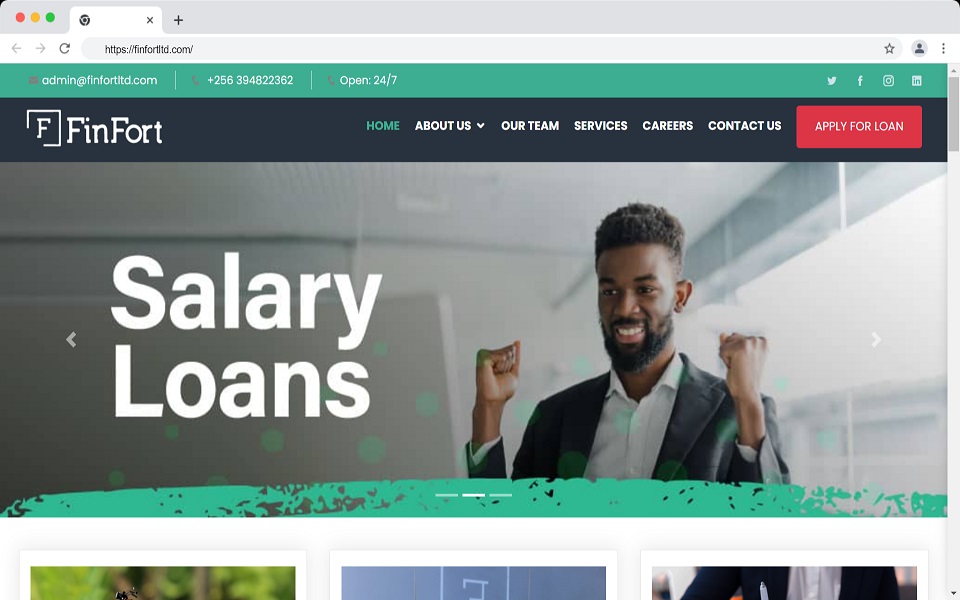 https://finfortltd.com/
admin@finfortltd.com
+256 394822362
Open: 24/7
F FinFort
HOME
ABOUT US
OUR TEAM
SERVICES
CAREERS
CONTACT US
APPLY FOR LOAN
Salary
Loans